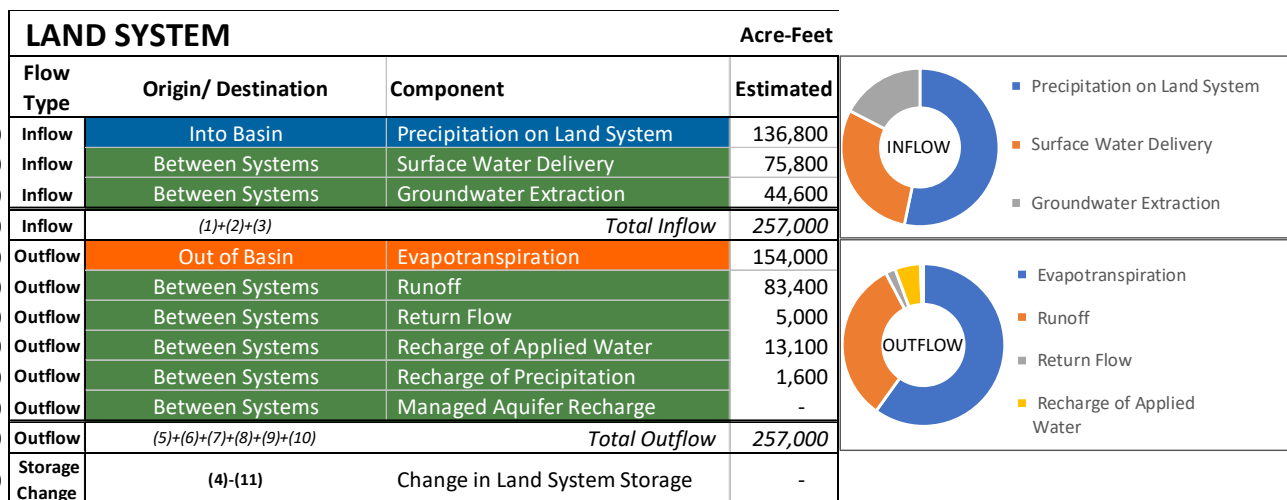 LAND SYSTEM Acre-Feet
Flow Type Origin/ Destination Component Estimated
) Inflow Into Basin Precipitation on Land System 136,800
) Inflow Between Systems Surface Water Delivery 75,800
) Inflow Between Systems Groundwater Extraction 44,600
) Inflow (1)+(2)+(3) Total Inflow 257,000
) Outflow Out of Basin Evapotranspiration 154,000
) Outflow Between Systems Runoff 83,400
) Outflow Between Systems Return Flow 5,000
) Outflow Between Systems Recharge of Applied Water 13,100
) Outflow Between Systems Recharge of Precipitation 1,600
) Outflow Between Systems Managed Aquifer Recharge -
) Outflow (5)+(6)+(7)+(8)+(9)+(10) Total Outflow 257,000
) Storage Change (4)-(11) Change in Land System Storage -
INFLOW
Precipitation on Land System
Surface Water Delivery
Groundwater Extraction
OUTFLOW
Evapotranspiration
Runoff
Return Flow
Recharge of Applied
Water